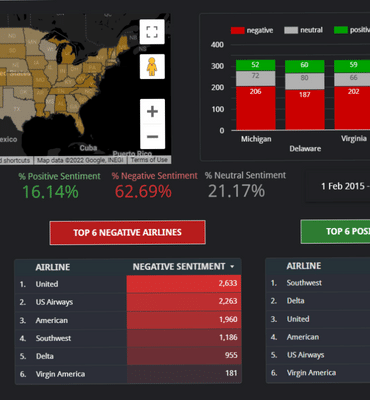 negative neutral positiv
400
300
200
100
0
52 60 59
72 80 66
206 187 202
Michigan Virginia
Delaware
Cuba
exico
Puerto Rico
d shortcuts Map data ©2022 Google, INEGI Terms of Use
% Positive Sentiment % Negative Sentiment % Neutral Sentiment
16.14% 62.69% 21.17%
1 Feb 2015 -
TOP 6 NEGATIVE AIRLINES
TOP 6 POSI
AIRLINE NEGATIVE SENTIMENT
1. United 2,633
2. US Airways 2,263
3. American 1,960
4. Southwest 1,186
5. Delta 955
6. Virgin America 181
AIRLINE
1. Southwest
2. Delta
3. United
4. American
5. US Airways
6. Virgin America